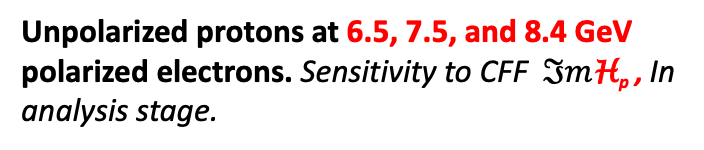 Unpolarized protons at 6.5, 7.5, and 8.4 GeV
polarized electrons. Sensitivity to CFF ℑmℋₚ, In
analysis stage.